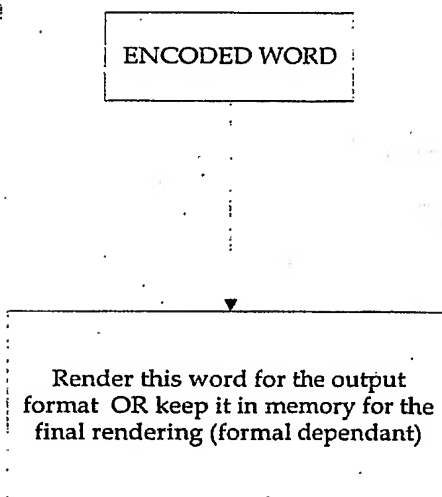 ENCODED WORD
Render this word for the output
format OR keep it in memory for the
final rendering (formal dependant)